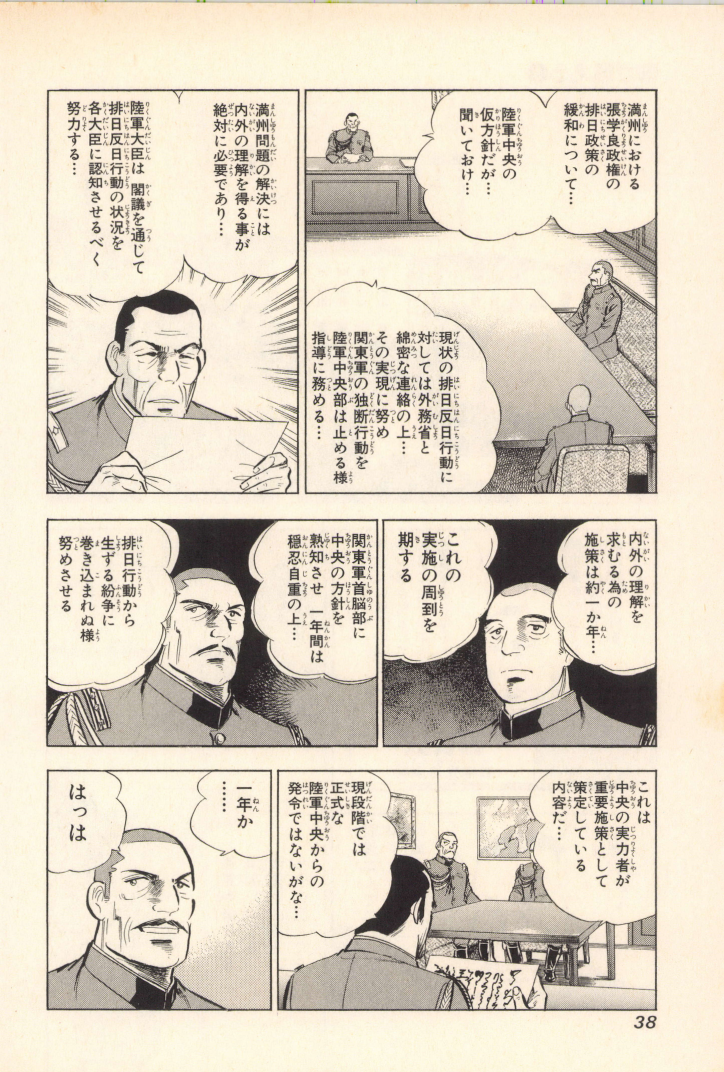 満州における
張学良政権の
排日政策の
緩和について…
陸軍中央の
仮方針だが…
聞いておけ…
現状の排日反日行動に
対しては外務省と
綿密な連絡の上…
その実現に努め
関東軍の独断行動を
陸軍中央部は止める様
指導に務める…
満州問題の解決には
内外の理解を得る事が
絶対に必要であり…
陸軍大臣は 閣議を通じて
排日反日行動の状況を
各大臣に認知させるべく
努力する…
内外の理解を
求むる為の
施策は約一か年…
これの
実施の周到を
期する
関東軍首脳部に
中央の方針を
熟知させ 一年間は
穏忍自重の上…
排日行動から
生ずる紛争に
巻き込まれぬ様
努めさせる
これは
中央の実力者が
重要施策として
策定している
内容だ…
現段階では
正式な
陸軍中央からの
発令ではないがな…
一年か
……
はっは
38